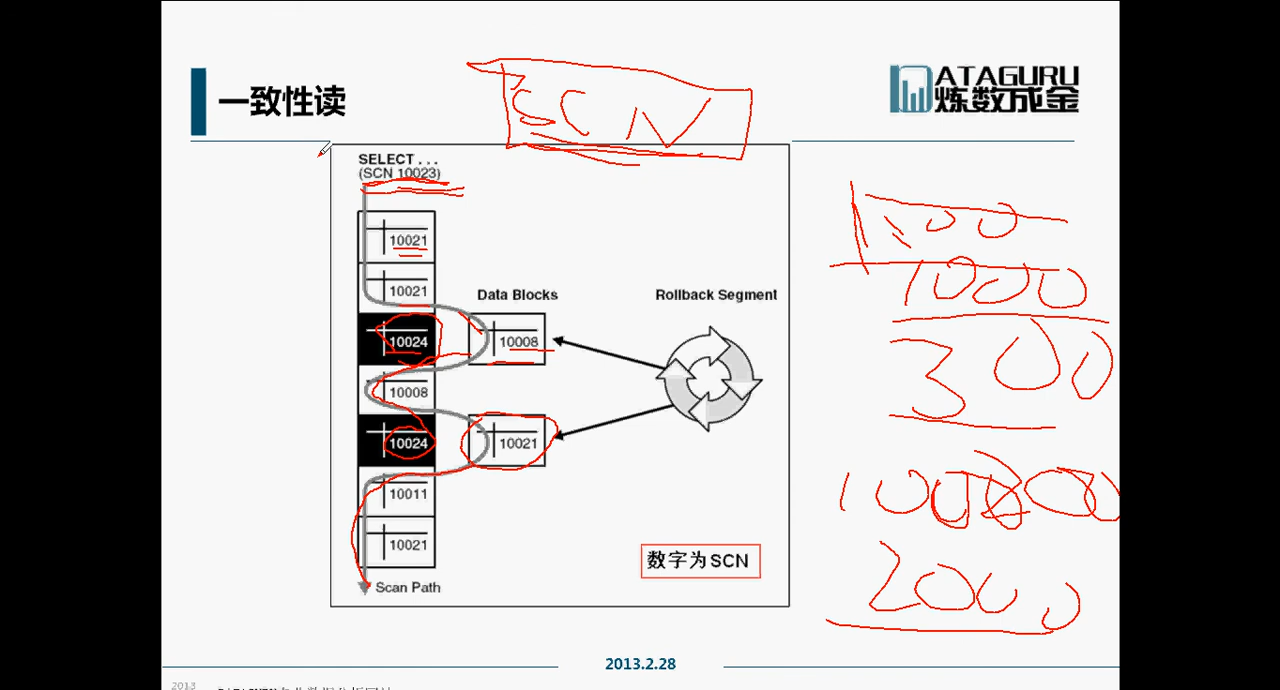 一致性读
SCN
ATAGURU
炼数成金
SELECT . . .
(SCN 10023)
10021
10021
Data Blocks
Rollback Segment
10024
10008
10008
10024
10021
10011
10021
Scan Path
数字为SCN
1000
300
2000
2013.2.28
2013